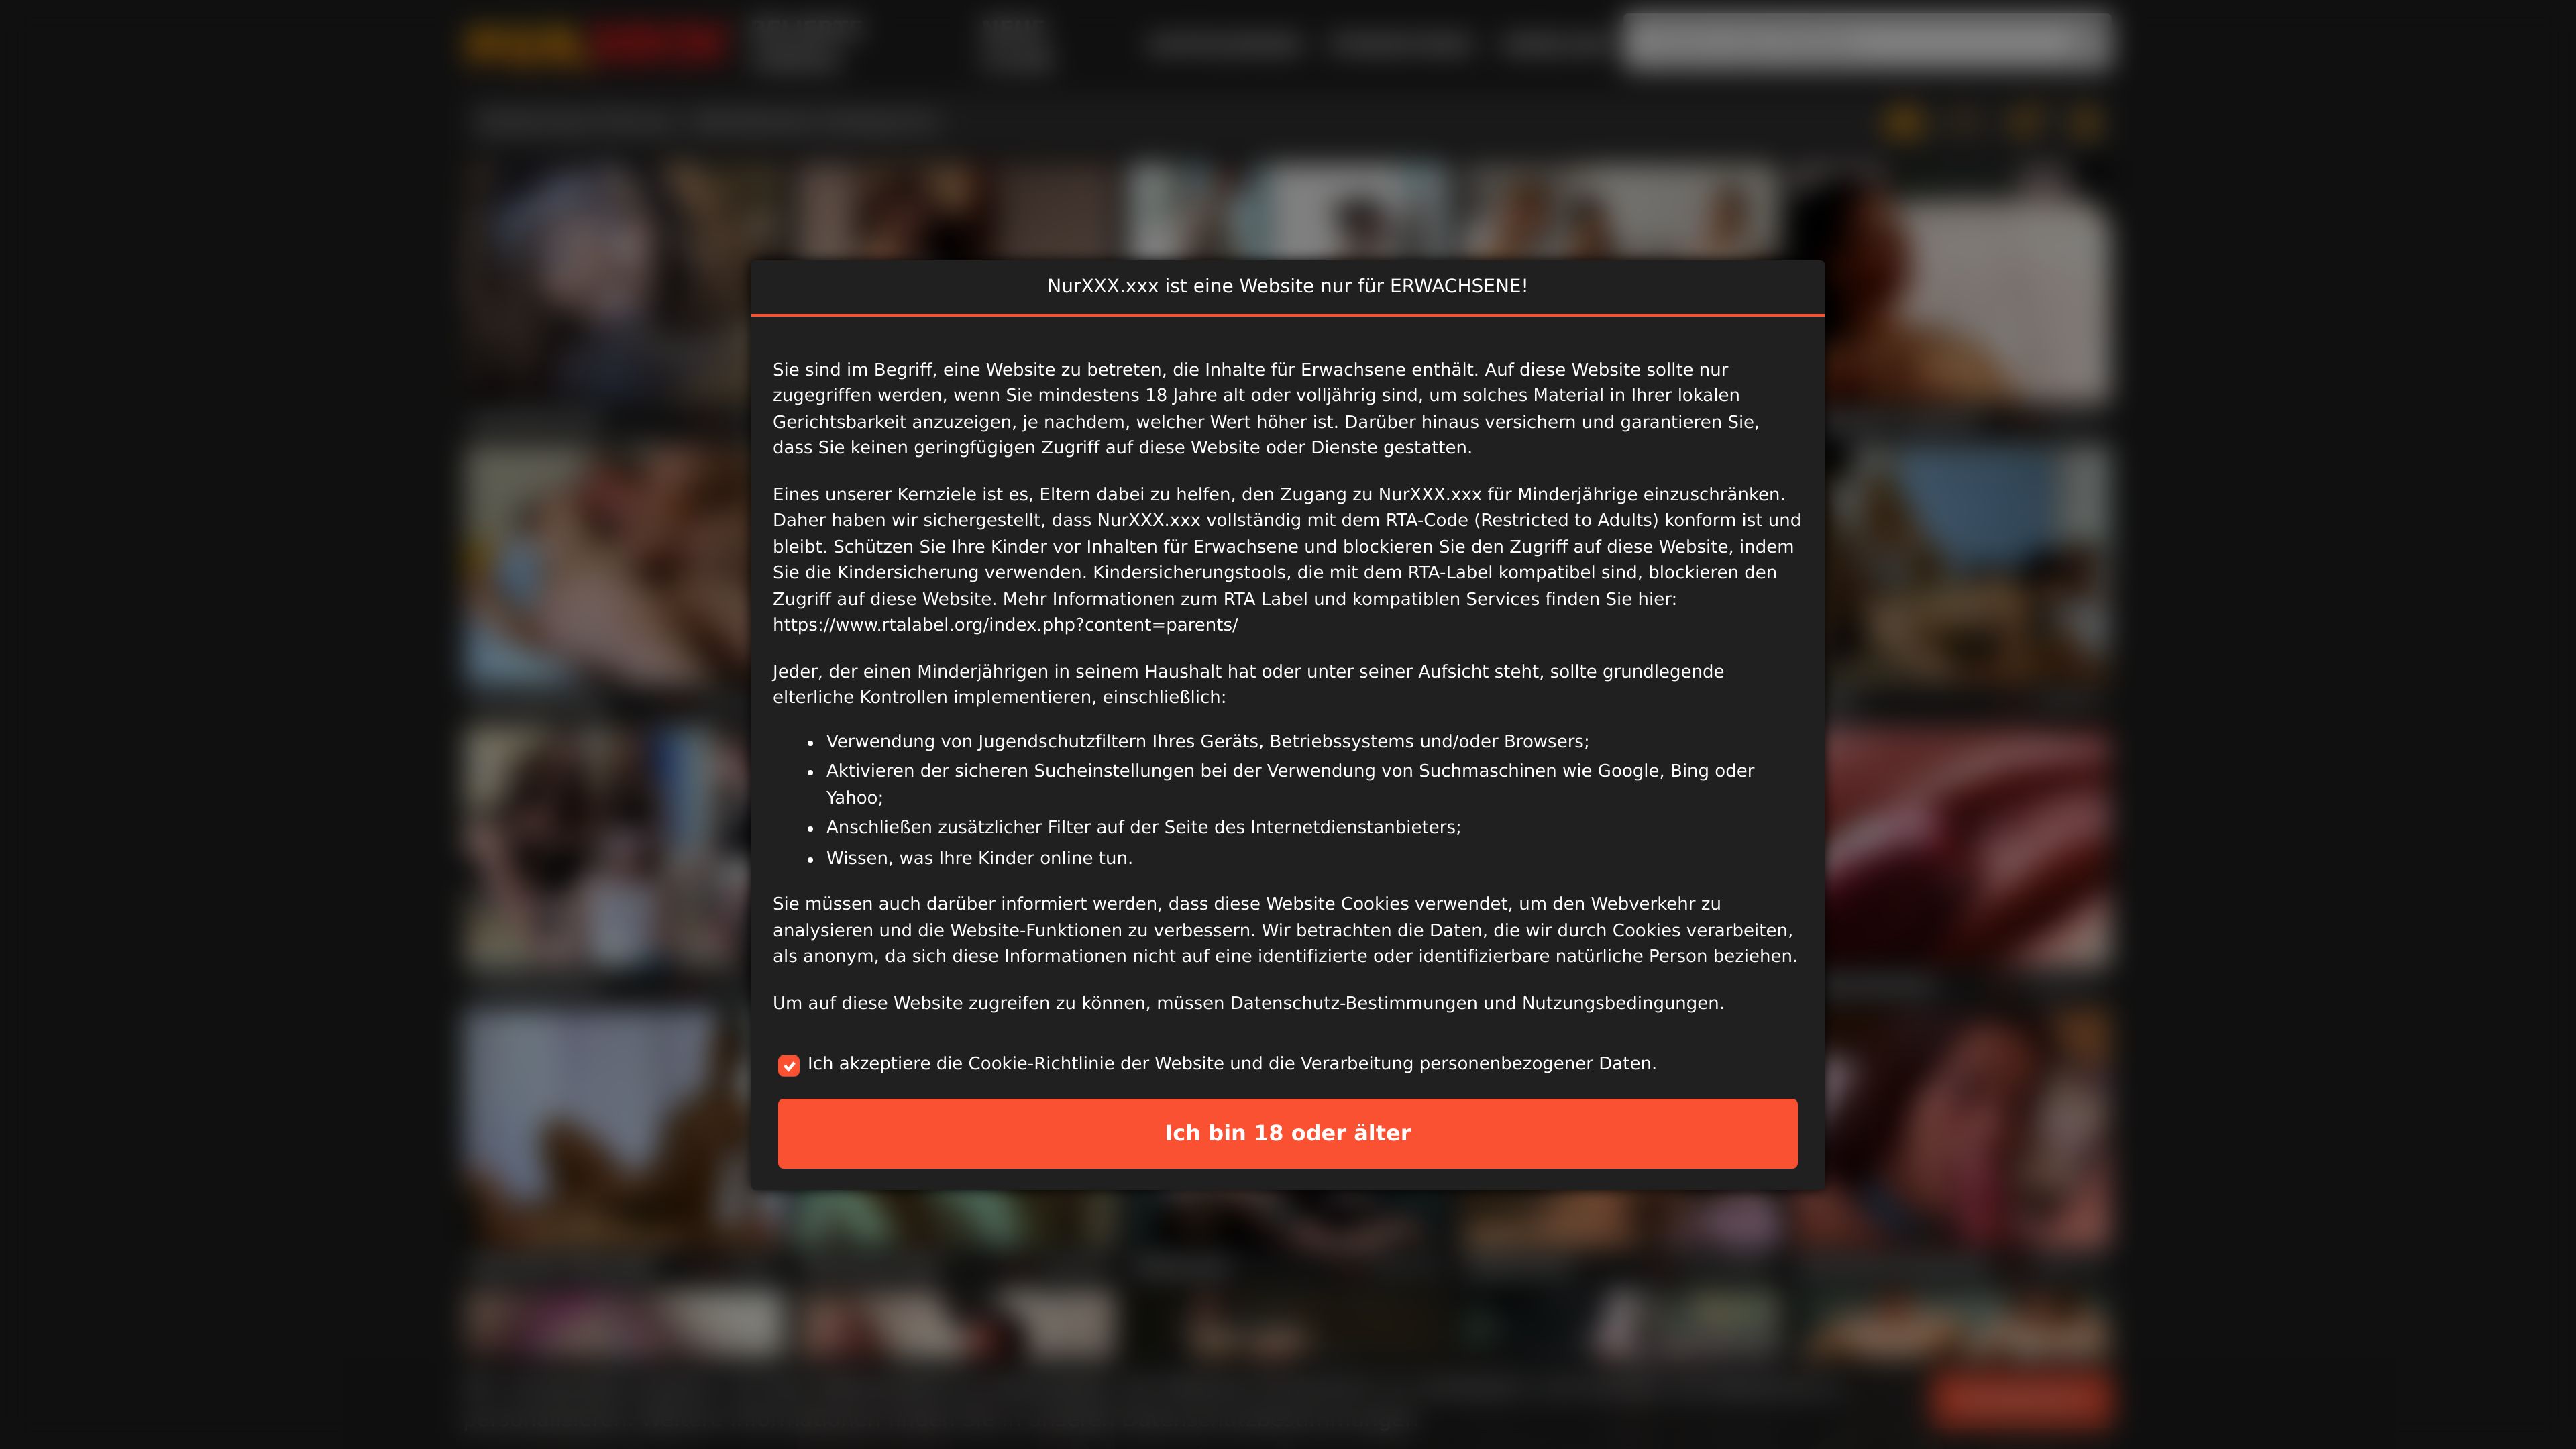 NurXXX.xxx ist eine Website nur für ERWACHSENE!
Sie sind im Begriff, eine Website zu betreten, die Inhalte für Erwachsene enthält. Auf diese Website sollte nur
zugegriffen werden, wenn Sie mindestens 18 Jahre alt oder volljährig sind, um solches Material in Ihrer lokalen
Gerichtsbarkeit anzuzeigen, je nachdem, welcher Wert höher ist. Darüber hinaus versichern und garantieren Sie,
dass Sie keinen geringfügigen Zugriff auf diese Website oder Dienste gestatten.
Eines unserer Kernziele ist es, Eltern dabei zu helfen, den Zugang zu NurXXX.xxx für Minderjährige einzuschränken.
Daher haben wir sichergestellt, dass NurXXX.xxx vollständig mit dem RTA-Code (Restricted to Adults) konform ist und
bleibt. Schützen Sie Ihre Kinder vor Inhalten für Erwachsene und blockieren Sie den Zugriff auf diese Website, indem
Sie die Kindersicherung verwenden. Kindersicherungstools, die mit dem RTA-Label kompatibel sind, blockieren den
Zugriff auf diese Website. Mehr Informationen zum RTA Label und kompatiblen Services finden Sie hier:
https://www.rtalabel.org/index.php?content=parents/
Jeder, der einen Minderjährigen in seinem Haushalt hat oder unter seiner Aufsicht steht, sollte grundlegende
elterliche Kontrollen implementieren, einschließlich:
• Verwendung von Jugendschutzfiltern Ihres Geräts, Betriebssystems und/oder Browsers;
• Aktivieren der sicheren Sucheinstellungen bei der Verwendung von Suchmaschinen wie Google, Bing oder
Yahoo;
• Anschließen zusätzlicher Filter auf der Seite des Internetdienstanbieters;
• Wissen, was Ihre Kinder online tun.
Sie müssen auch darüber informiert werden, dass diese Website Cookies verwendet, um den Webverkehr zu
analysieren und die Website-Funktionen zu verbessern. Wir betrachten die Daten, die wir durch Cookies verarbeiten,
als anonym, da sich diese Informationen nicht auf eine identifizierte oder identifizierbare natürliche Person beziehen.
Um auf diese Website zugreifen zu können, müssen Datenschutz-Bestimmungen und Nutzungsbedingungen.
Ich akzeptiere die Cookie-Richtlinie der Website und die Verarbeitung personenbezogener Daten.
Ich bin 18 oder älter